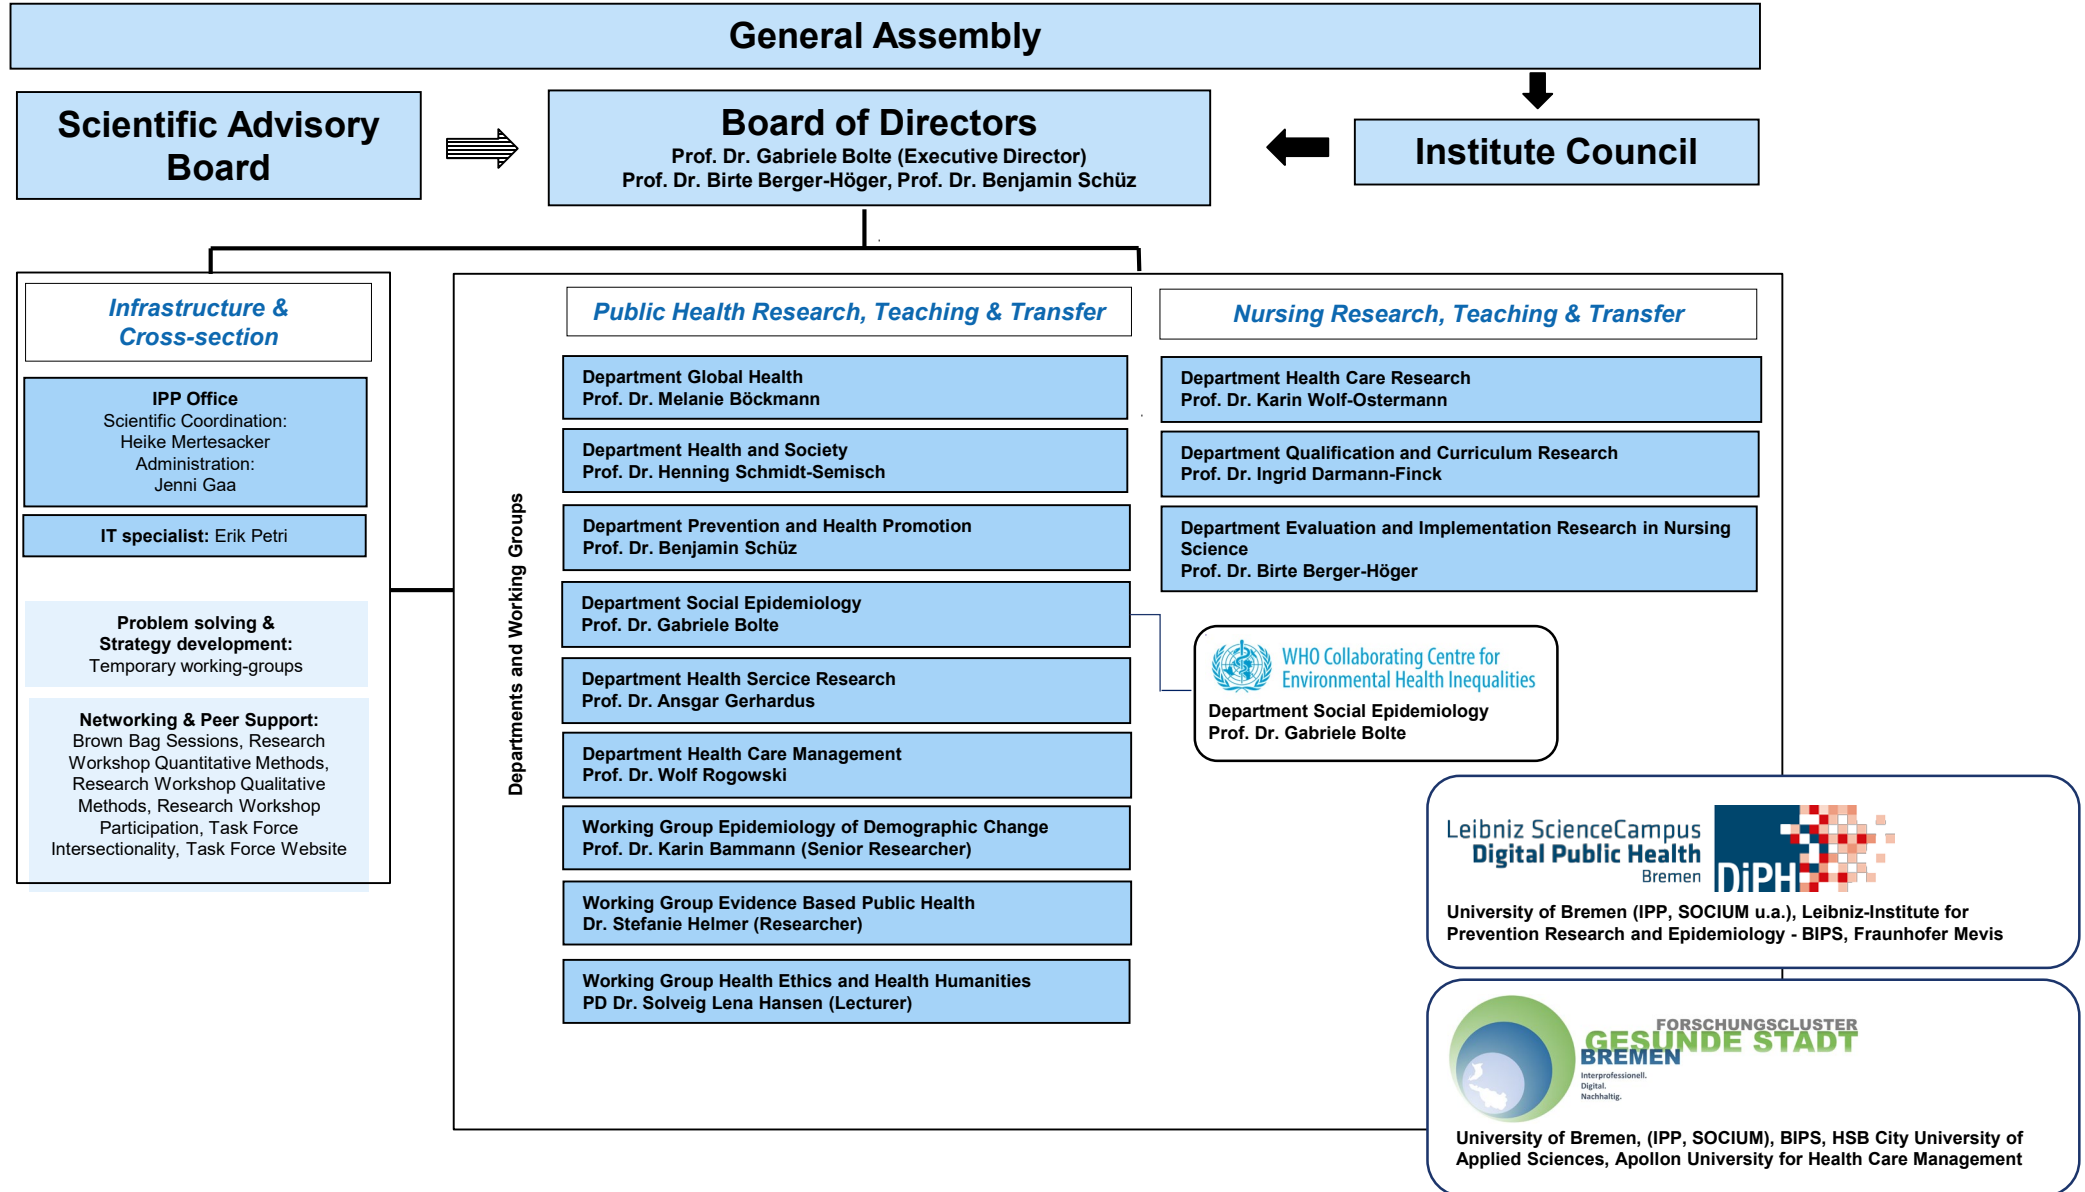 General Assembly
Scientific Advisory
Board
Board of Directors
Prof. Dr. Gabriele Bolte (Executive Director)
Prof. Dr. Birte Berger-Höger, Prof. Dr. Benjamin Schüz
Institute Council
Infrastructure &
Cross-section
IPP Office
Scientific Coordination:
Heike Mertesacker
Administration:
Jenni Gaa
IT specialist: Erik Petri
Problem solving &
Strategy development:
Temporary working-groups
Networking & Peer Support:
Brown Bag Sessions, Research
Workshop Quantitative Methods,
Research Workshop Qualitative
Methods, Research Workshop
Participation, Task Force
Intersectionality, Task Force Website
Departments and Working Groups
Public Health Research, Teaching & Transfer
Department Global Health
Prof. Dr. Melanie Böckmann
Department Health and Society
Prof. Dr. Henning Schmidt-Semisch
Department Prevention and Health Promotion
Prof. Dr. Benjamin Schüz
Department Social Epidemiology
Prof. Dr. Gabriele Bolte
Department Health Sercice Research
Prof. Dr. Ansgar Gerhardus
Department Health Care Management
Prof. Dr. Wolf Rogowski
Working Group Epidemiology of Demographic Change
Prof. Dr. Karin Bammann (Senior Researcher)
Working Group Evidence Based Public Health
Dr. Stefanie Helmer (Researcher)
Working Group Health Ethics and Health Humanities
PD Dr. Solveig Lena Hansen (Lecturer)
Nursing Research, Teaching & Transfer
Department Health Care Research
Prof. Dr. Karin Wolf-Ostermann
Department Qualification and Curriculum Research
Prof. Dr. Ingrid Darmann-Finck
Department Evaluation and Implementation Research in Nursing
Science
Prof. Dr. Birte Berger-Höger
WHO Collaborating Centre for
Environmental Health Inequalities
Department Social Epidemiology
Prof. Dr. Gabriele Bolte
Leibniz ScienceCampus
Digital Public Health
Bremen
DiPH
University of Bremen (IPP, SOCIUM u.a.), Leibniz-Institute for
Prevention Research and Epidemiology - BIPS, Fraunhofer Mevis
FORSCHUNGSCLUSTER
GESUNDE STADT
BREMEN
Interprofessionell.
Digital.
Nachhaltig.
University of Bremen, (IPP, SOCIUM), BIPS, HSB City University of
Applied Sciences, Apollon University for Health Care Management